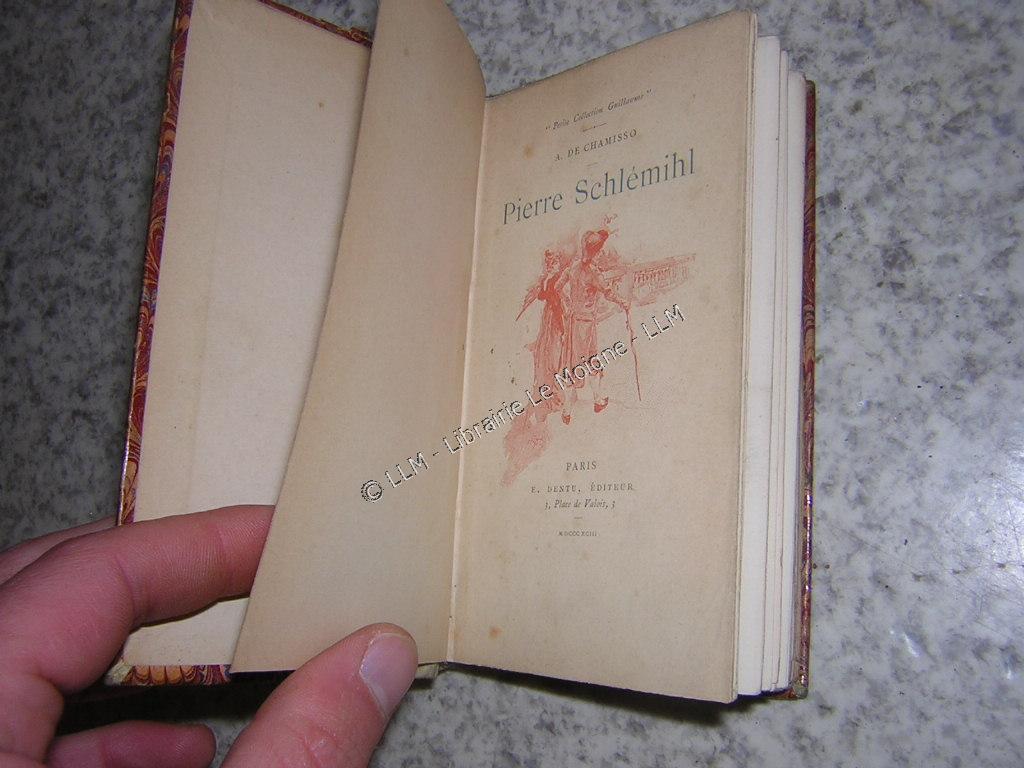 "Petite Collection Guillaume"
A. DE CHAMISSO
Pierre Schlémihl
© LLM - Librairie Le Moigne - LLM
PARIS
E. DENTU, ÉDITEUR
3, Place de Valois, 3
MDCCCXCIII